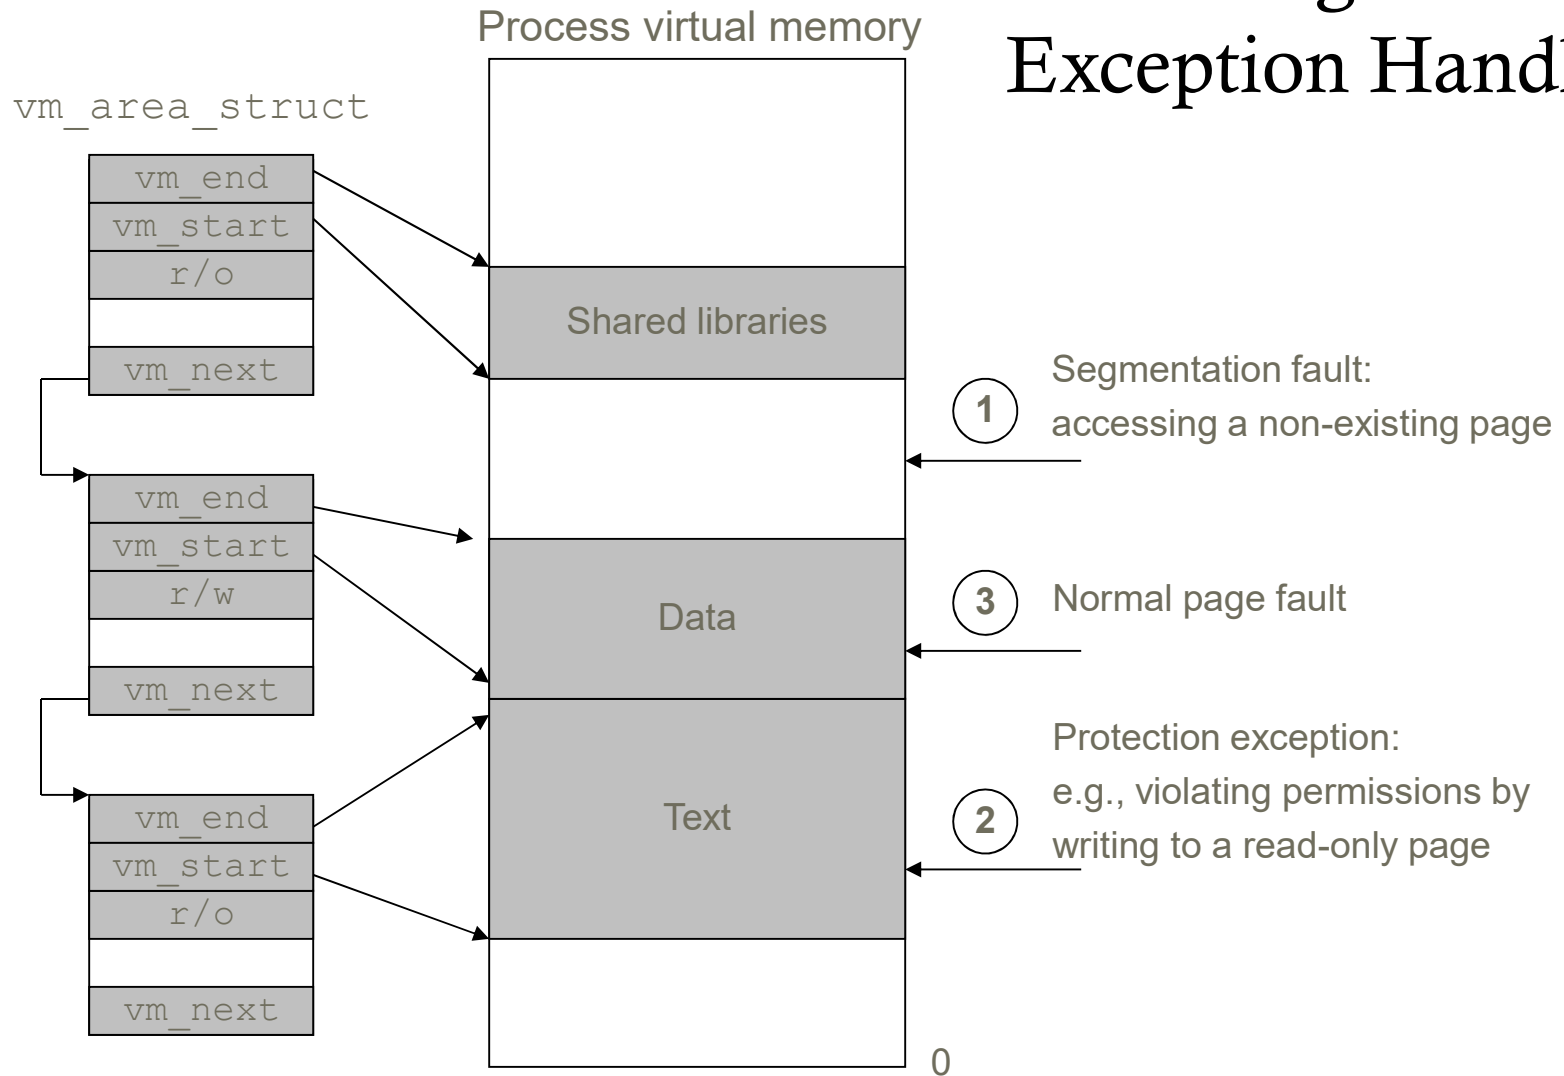 Process virtual memory
Exception Handl
vm_area_struct
vm_end
vm_start
r/o
vm_next
vm_end
vm_start
r/w
vm_next
vm_end
vm_start
r/o
vm_next
Shared libraries
Data
Text
0
1
Segmentation fault:
accessing a non-existing page
3
Normal page fault
2
Protection exception:
e.g., violating permissions by
writing to a read-only page